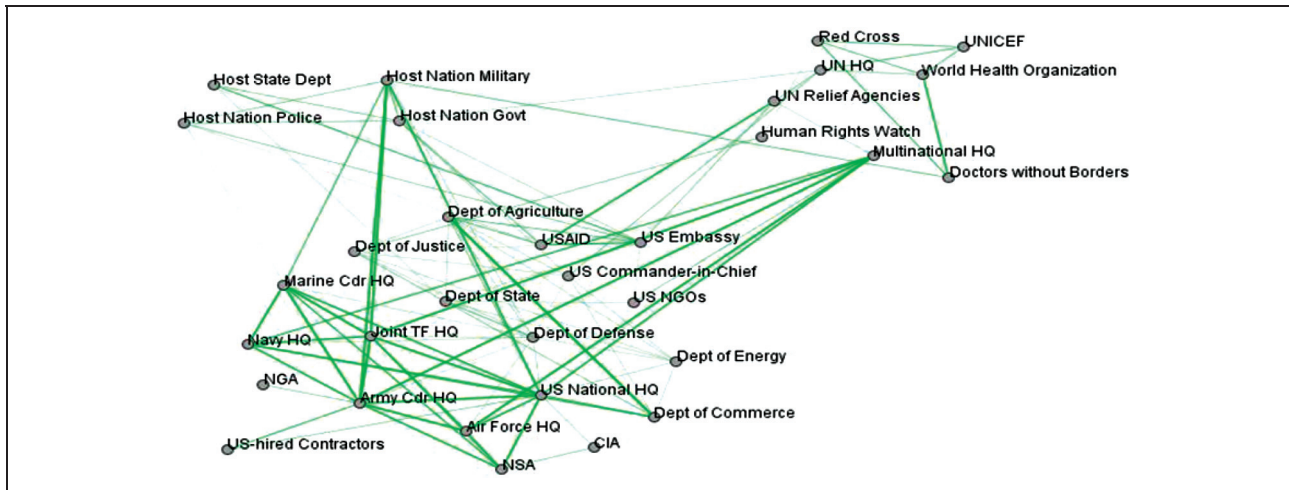 Red Cross
UNICEF
UN HQ
World Health Organization
Host State Dept
Host Nation Military
UN Relief Agencies
Host Nation Police
Host Nation Govt
Human Rights Watch
Multinational HQ
Doctors without Borders
Dept of Agriculture
USAID
US Embassy
Dept of Justice
US Commander-in-Chief
Marine Cdr HQ
Dept of State
US NGOs
Navy HQ
Joint TF HQ
Dept of Defense
Dept of Energy
NGA
Army Cdr HQ
US National HQ
Dept of Commerce
Air Force HQ
US-hired Contractors
CIA
NSA